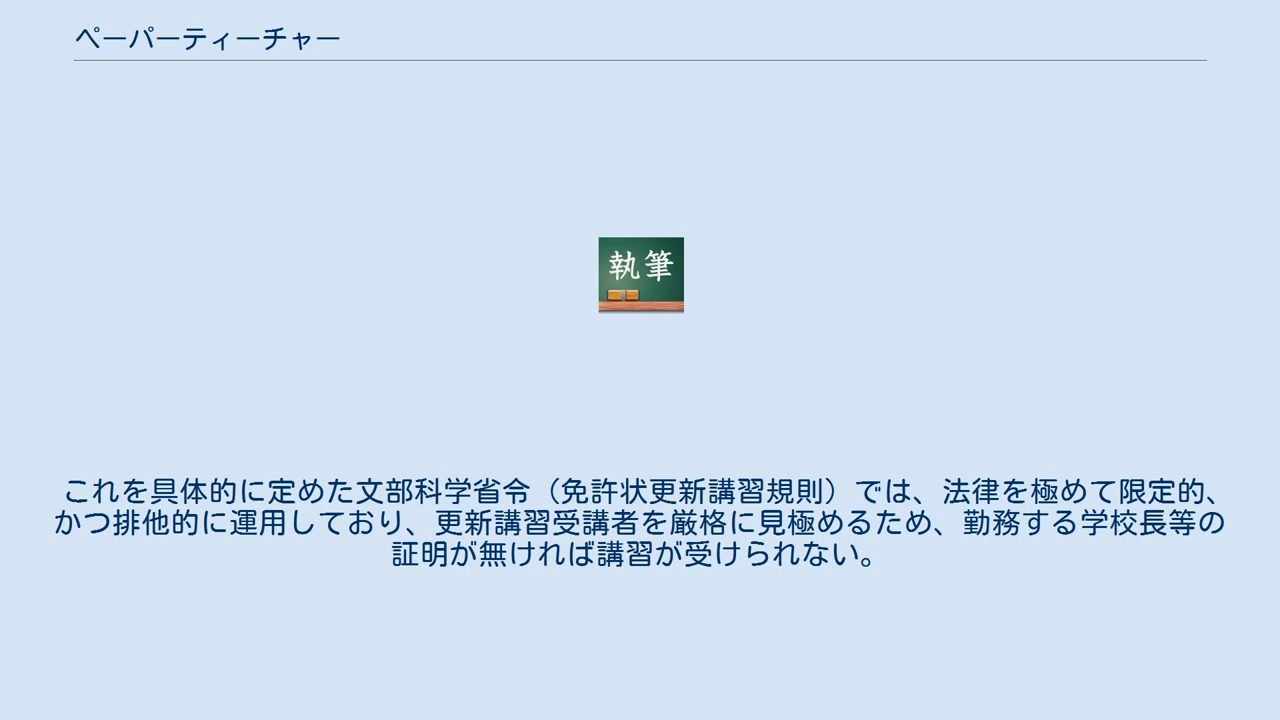 ペーパーティーチャー
執筆
これを具体的に定めた文部科学省令（免許状更新講習規則）では、法律を極めて限定的、
かつ排他的に運用しており、更新講習受講者を厳格に見極めるため、勤務する学校長等の
証明が無ければ講習が受けられない。